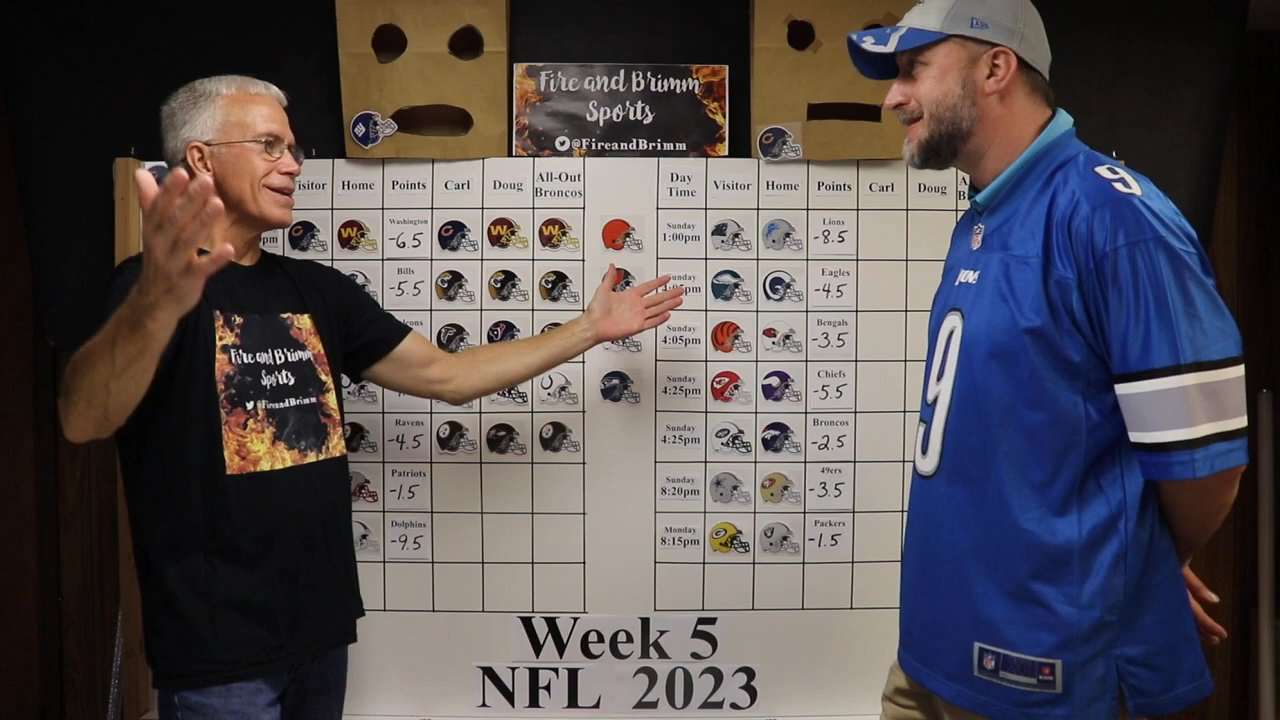 Fire and Brimm
Sports
@FireandBrimm
Home Points Carl Doug All-Out
Broncos
Day
Time Visitor Home Points Carl Doug
pm Washington
-6.5
Bills
-5.5
Ravens
-4.5
Patriots
-1.5
Dolphins
-9.5
Sunday
1:00pm Lions
-8.5
Eagles
-4.5
Sunday
4:05pm Bengals
-3.5
Sunday
4:25pm Chiefs
-5.5
Sunday
4:25pm Broncos
-2.5
Sunday
8:20pm 49ers
-3.5
Monday
8:15pm Packers
-1.5
Week 5
NFL 2023
Fire and Brimm
Sports
@FireandBrimm
9
LIONS
9
NFL